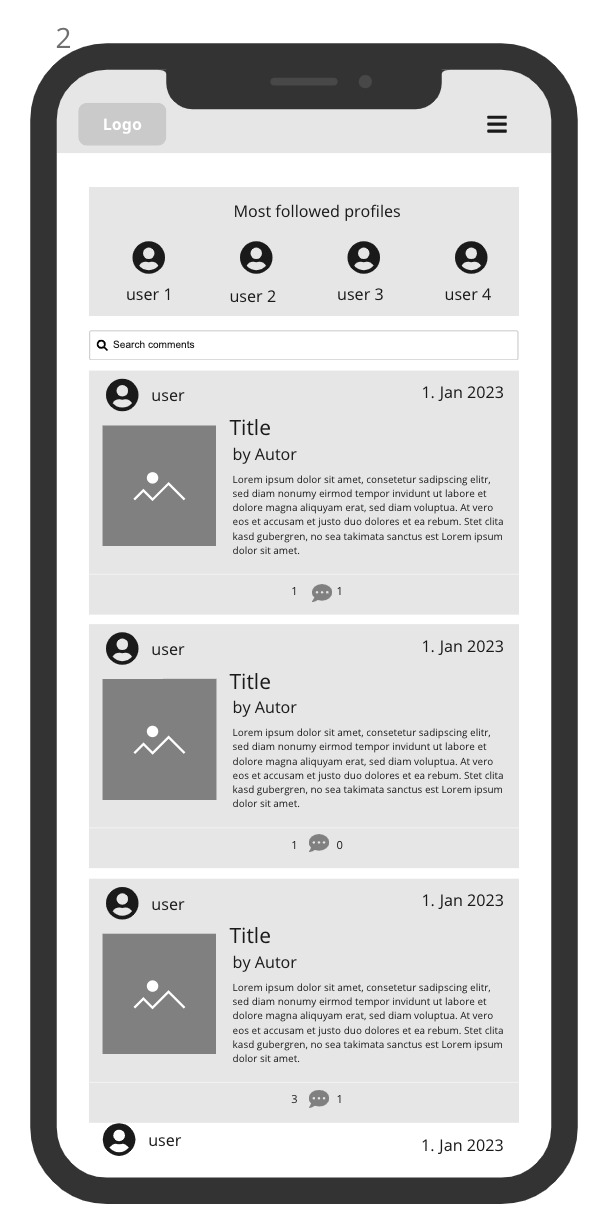 2
Logo
Most followed profiles
user 1
user 2
user 3
user 4
Search comments
user
1. Jan 2023
Title
by Autor
Lorem ipsum dolor sit amet, consetetur sadipscing elitr,
sed diam nonumy eirmod tempor invidunt ut labore et
dolore magna aliquyam erat, sed diam voluptua. At vero
eos et accusam et justo duo dolores et ea rebum. Stet clita
kasd gubergren, no sea takimata sanctus est Lorem ipsum
dolor sit amet.
1 1
user
1. Jan 2023
Title
by Autor
Lorem ipsum dolor sit amet, consetetur sadipscing elitr,
sed diam nonumy eirmod tempor invidunt ut labore et
dolore magna aliquyam erat, sed diam voluptua. At vero
eos et accusam et justo duo dolores et ea rebum. Stet clita
kasd gubergren, no sea takimata sanctus est Lorem ipsum
dolor sit amet.
1 0
user
1. Jan 2023
Title
by Autor
Lorem ipsum dolor sit amet, consetetur sadipscing elitr,
sed diam nonumy eirmod tempor invidunt ut labore et
dolore magna aliquyam erat, sed diam voluptua. At vero
eos et accusam et justo duo dolores et ea rebum. Stet clita
kasd gubergren, no sea takimata sanctus est Lorem ipsum
dolor sit amet.
3 1
user
1. Jan 2023